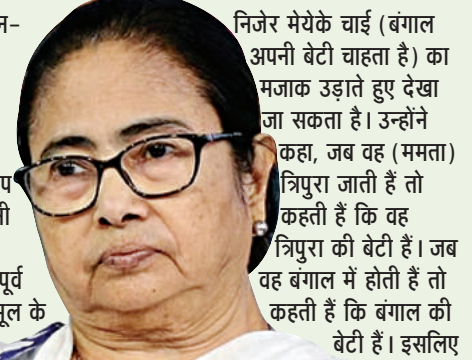 निजेर मेयेके चाई (बंगाल
अपनी बेटी चाहता है) का
मजाक उड़ाते हुए देखा
जा सकता है। उन्होंने
कहा, जब वह (ममता)
त्रिपुरा जाती हैं तो
कहती हैं कि वह
त्रिपुरा की बेटी हैं। जब
पूर्व
वह बंगाल में होती हैं तो
के
कहती हैं कि बंगाल की
बेटी हैं। इसलिए